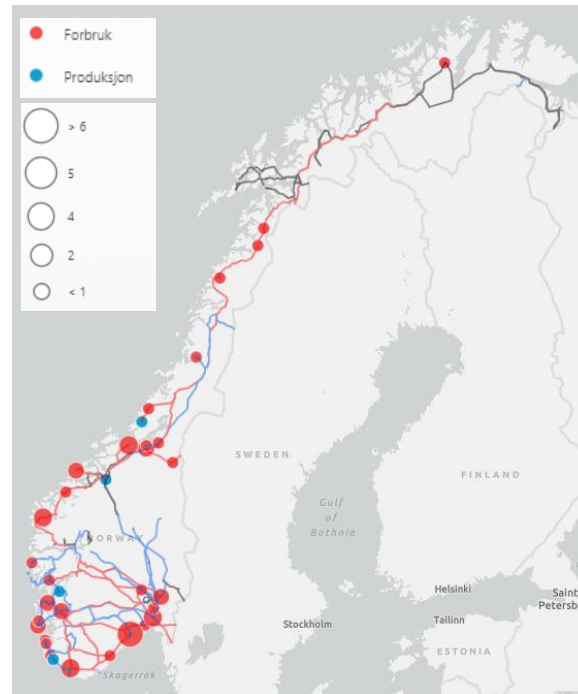 Forbruk
Produksjon
> 6
5
4
2
< 1
SWEDEN
FINLAND
Gulf
of
Bothnia
NORWAY
Helsinki
Saint
Petersb
Tallinn
Stockholm
ESTONIA
Skagerrak